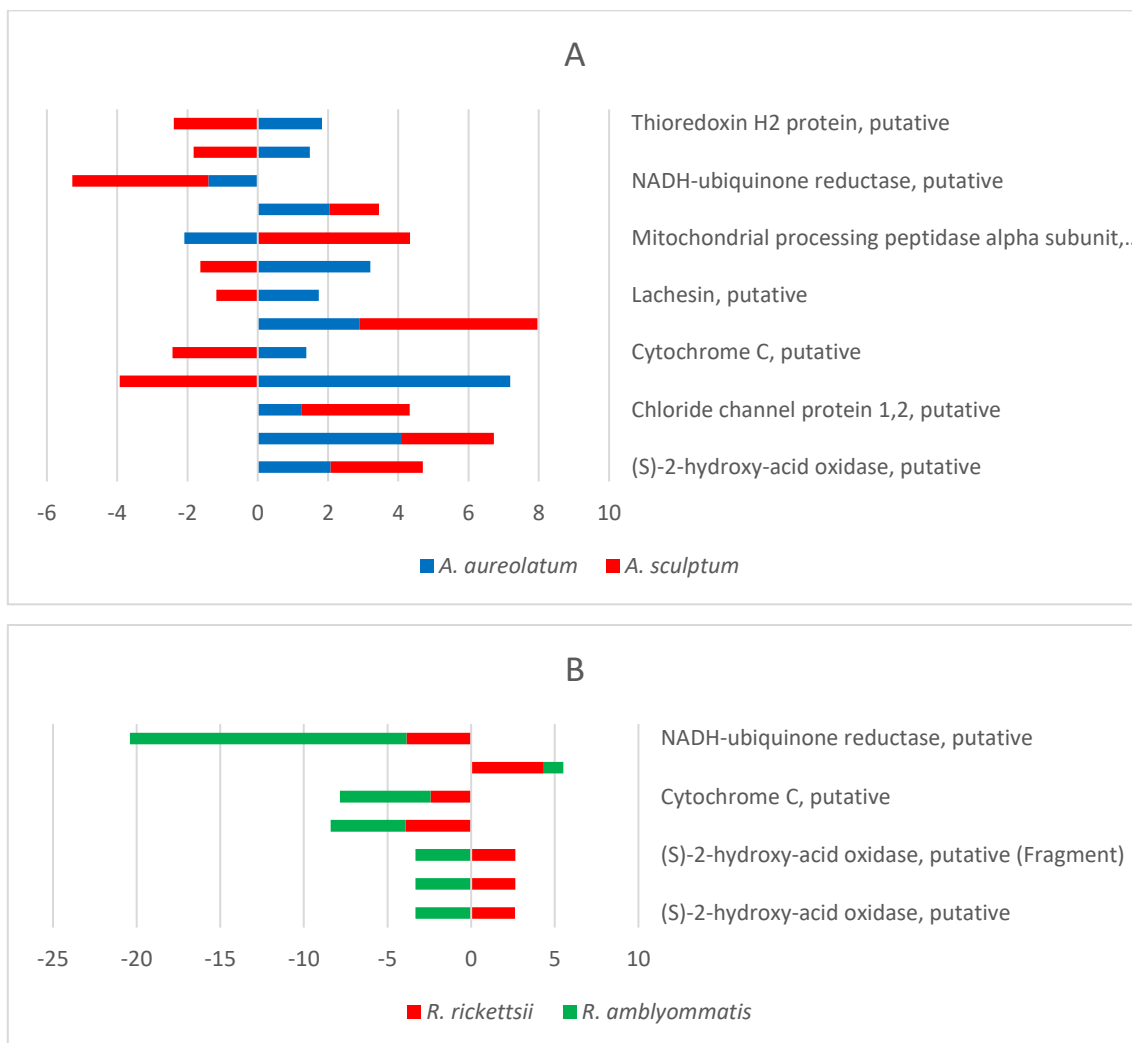 A
Thioredoxin H2 protein, putative
NADH-ubiquinone reductase, putative
Mitochondrial processing peptidase alpha subunit,..
Lachesin, putative
Cytochrome C, putative
Chloride channel protein 1,2, putative
(S)-2-hydroxy-acid oxidase, putative
-6 -4 -2 0 2 4 6 8 10
A. aureolatum A. sculptum
B
NADH-ubiquinone reductase, putative
Cytochrome C, putative
(S)-2-hydroxy-acid oxidase, putative (Fragment)
(S)-2-hydroxy-acid oxidase, putative
-25 -20 -15 -10 -5 0 5 10
R. rickettsii R. amblyommatis